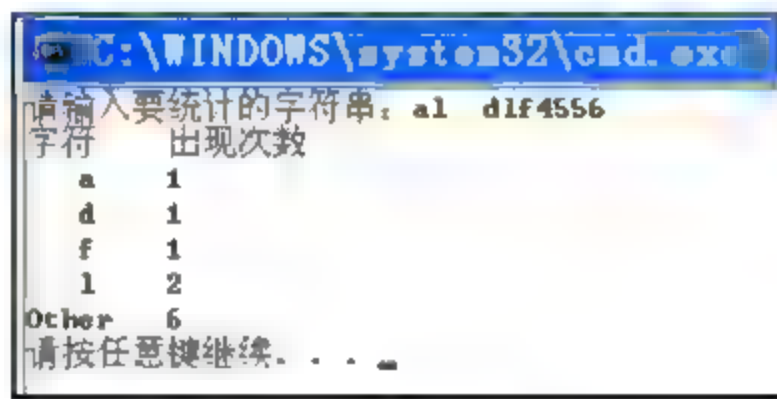 C:\WINDOWS\system32\cmd.exe
请输入要统计的字符串：al  dlf4556
字符 出现次数
a 1
d 1
f 1
l 2
Other 6
请按任意键继续. . .